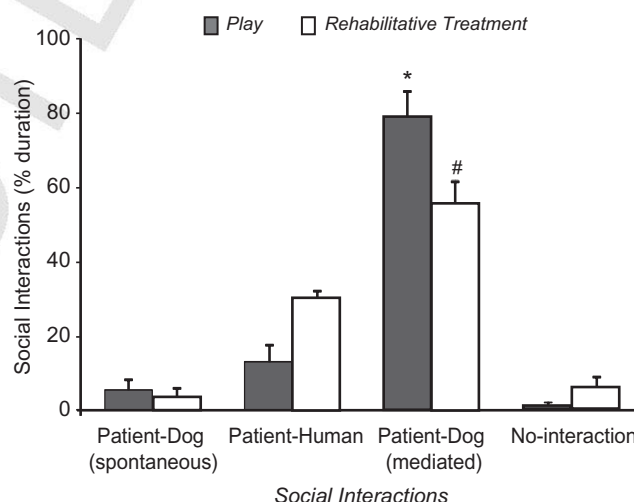 Play
Rehabilitative Treatment
Social Interactions (% duration)
100
80
60
40
20
0
*
#
Patient-Dog
(spontaneous)
Patient-Human
Patient-Dog
(mediated)
No-interaction
Social Interactions